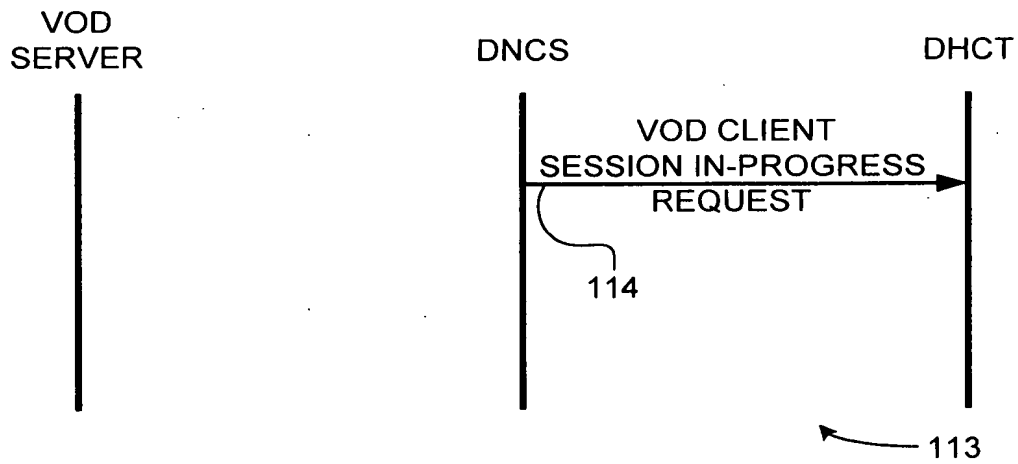 VOD
SERVER
DNCS
DHCT
VOD CLIENT
SESSION IN-PROGRESS
REQUEST
114
113